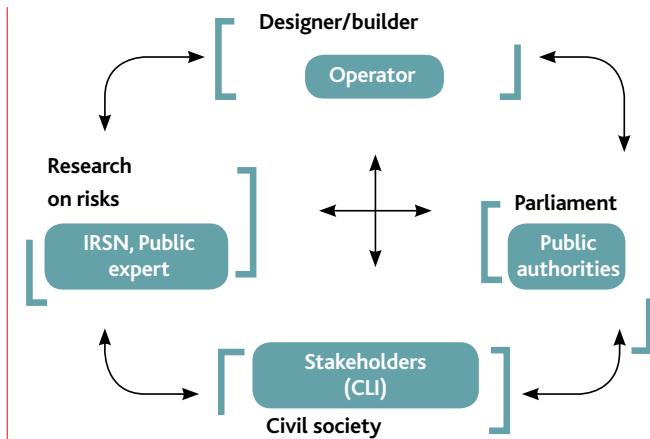 Designer/builder
Operator
Research
on risks
IRSN, Public
expert
Parliament
Public
authorities
Stakeholders
(CLI)
Civil society